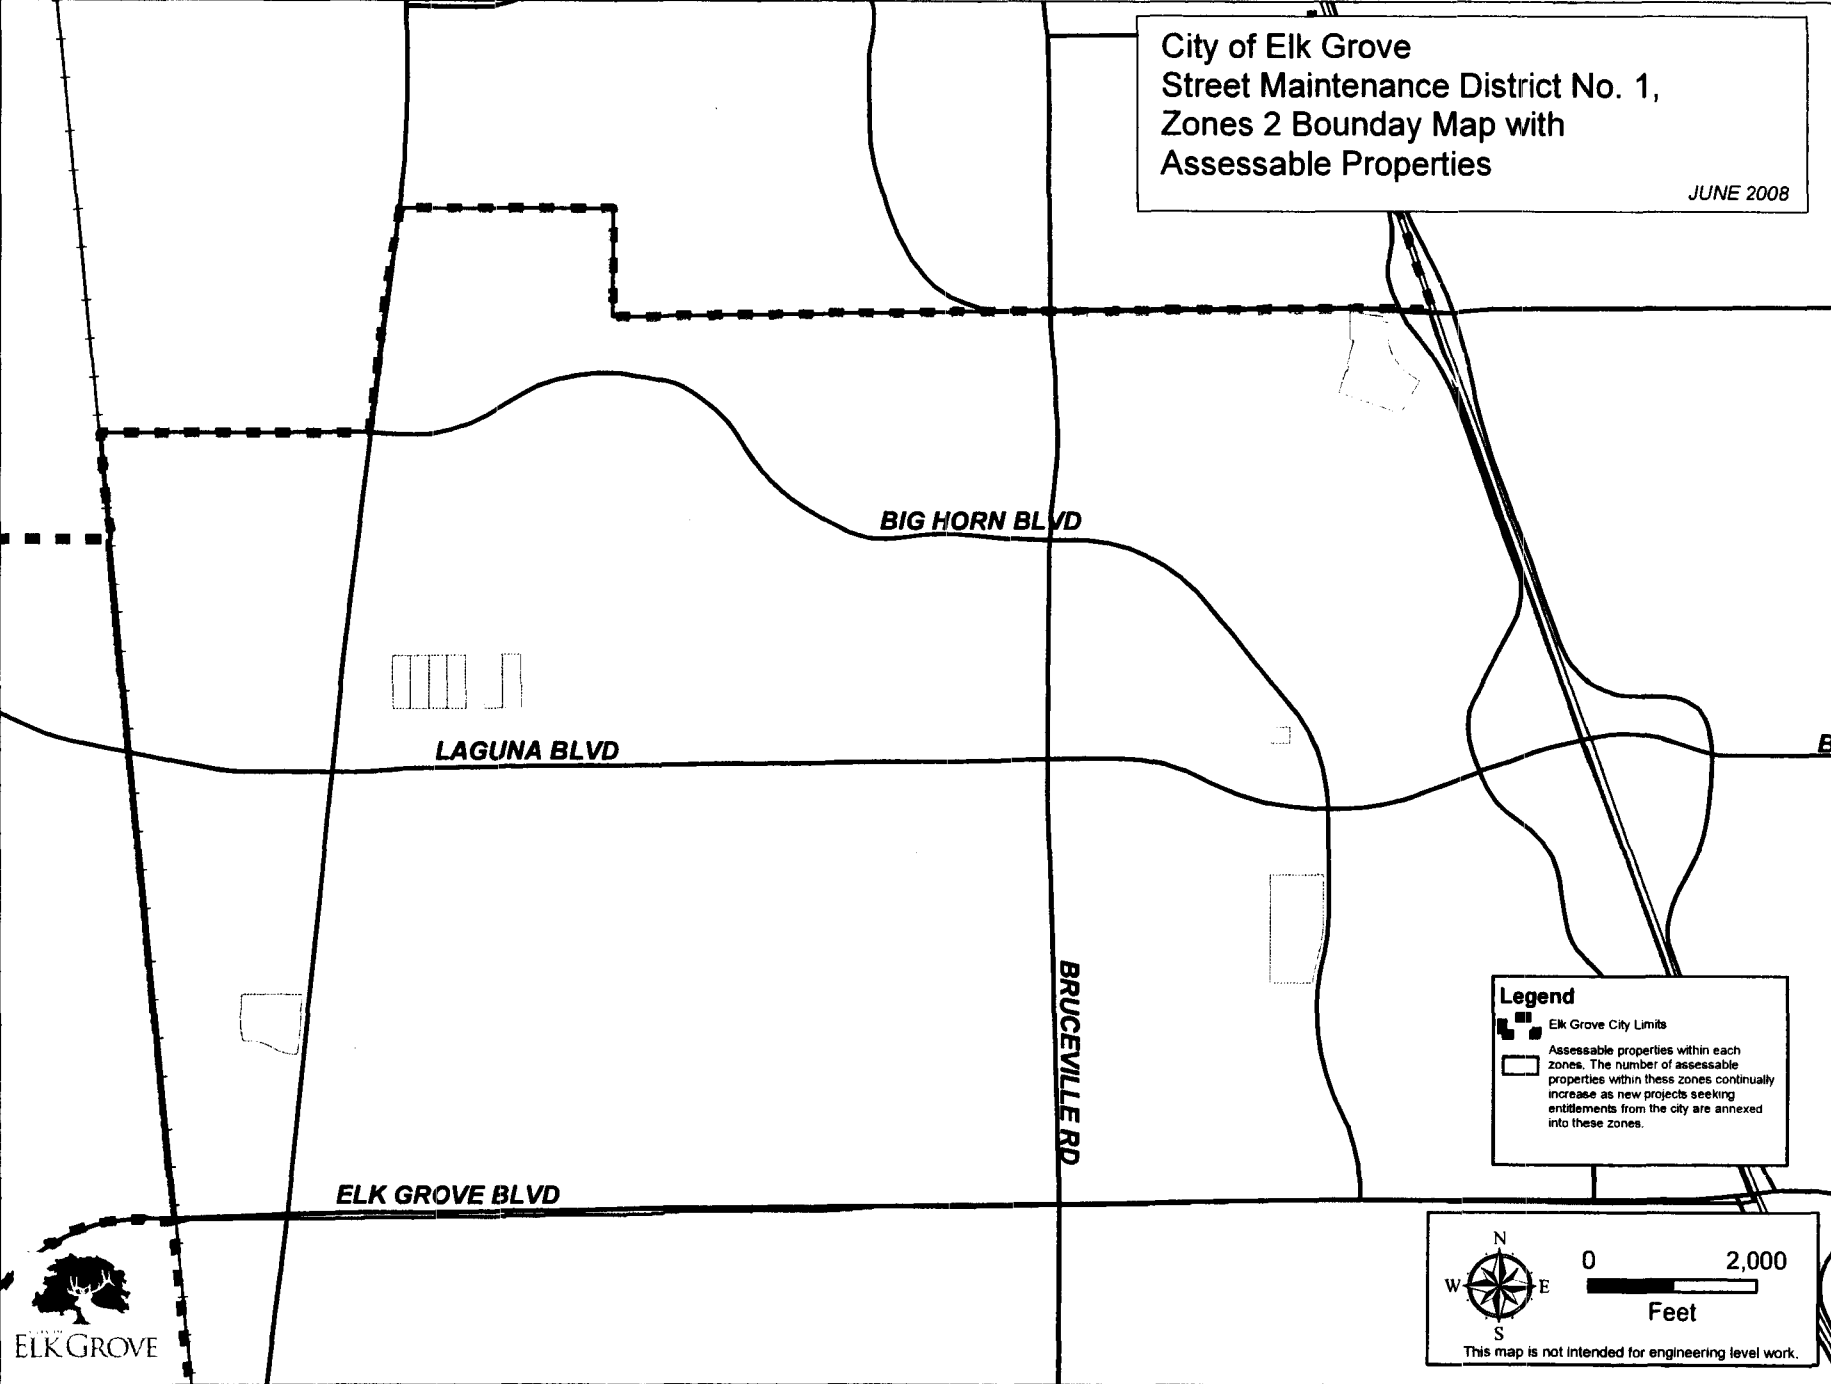 City of Elk Grove
Street Maintenance District No. 1,
Zones 2 Bounday Map with
Assessable Properties
JUNE 2008
BIG HORN BLVD
LAGUNA BLVD
B
BRUCEVILLE RD
ELK GROVE BLVD
Legend
Elk Grove City Limits
Assessable properties within each
zones. The number of assessable
properties within thess zones continually
increase as new projects seeking
entitlements from the city are annexed
into these zones.
N
W E
S
0 2,000
Feet
This map is not intended for engineering level work.
ELK GROVE